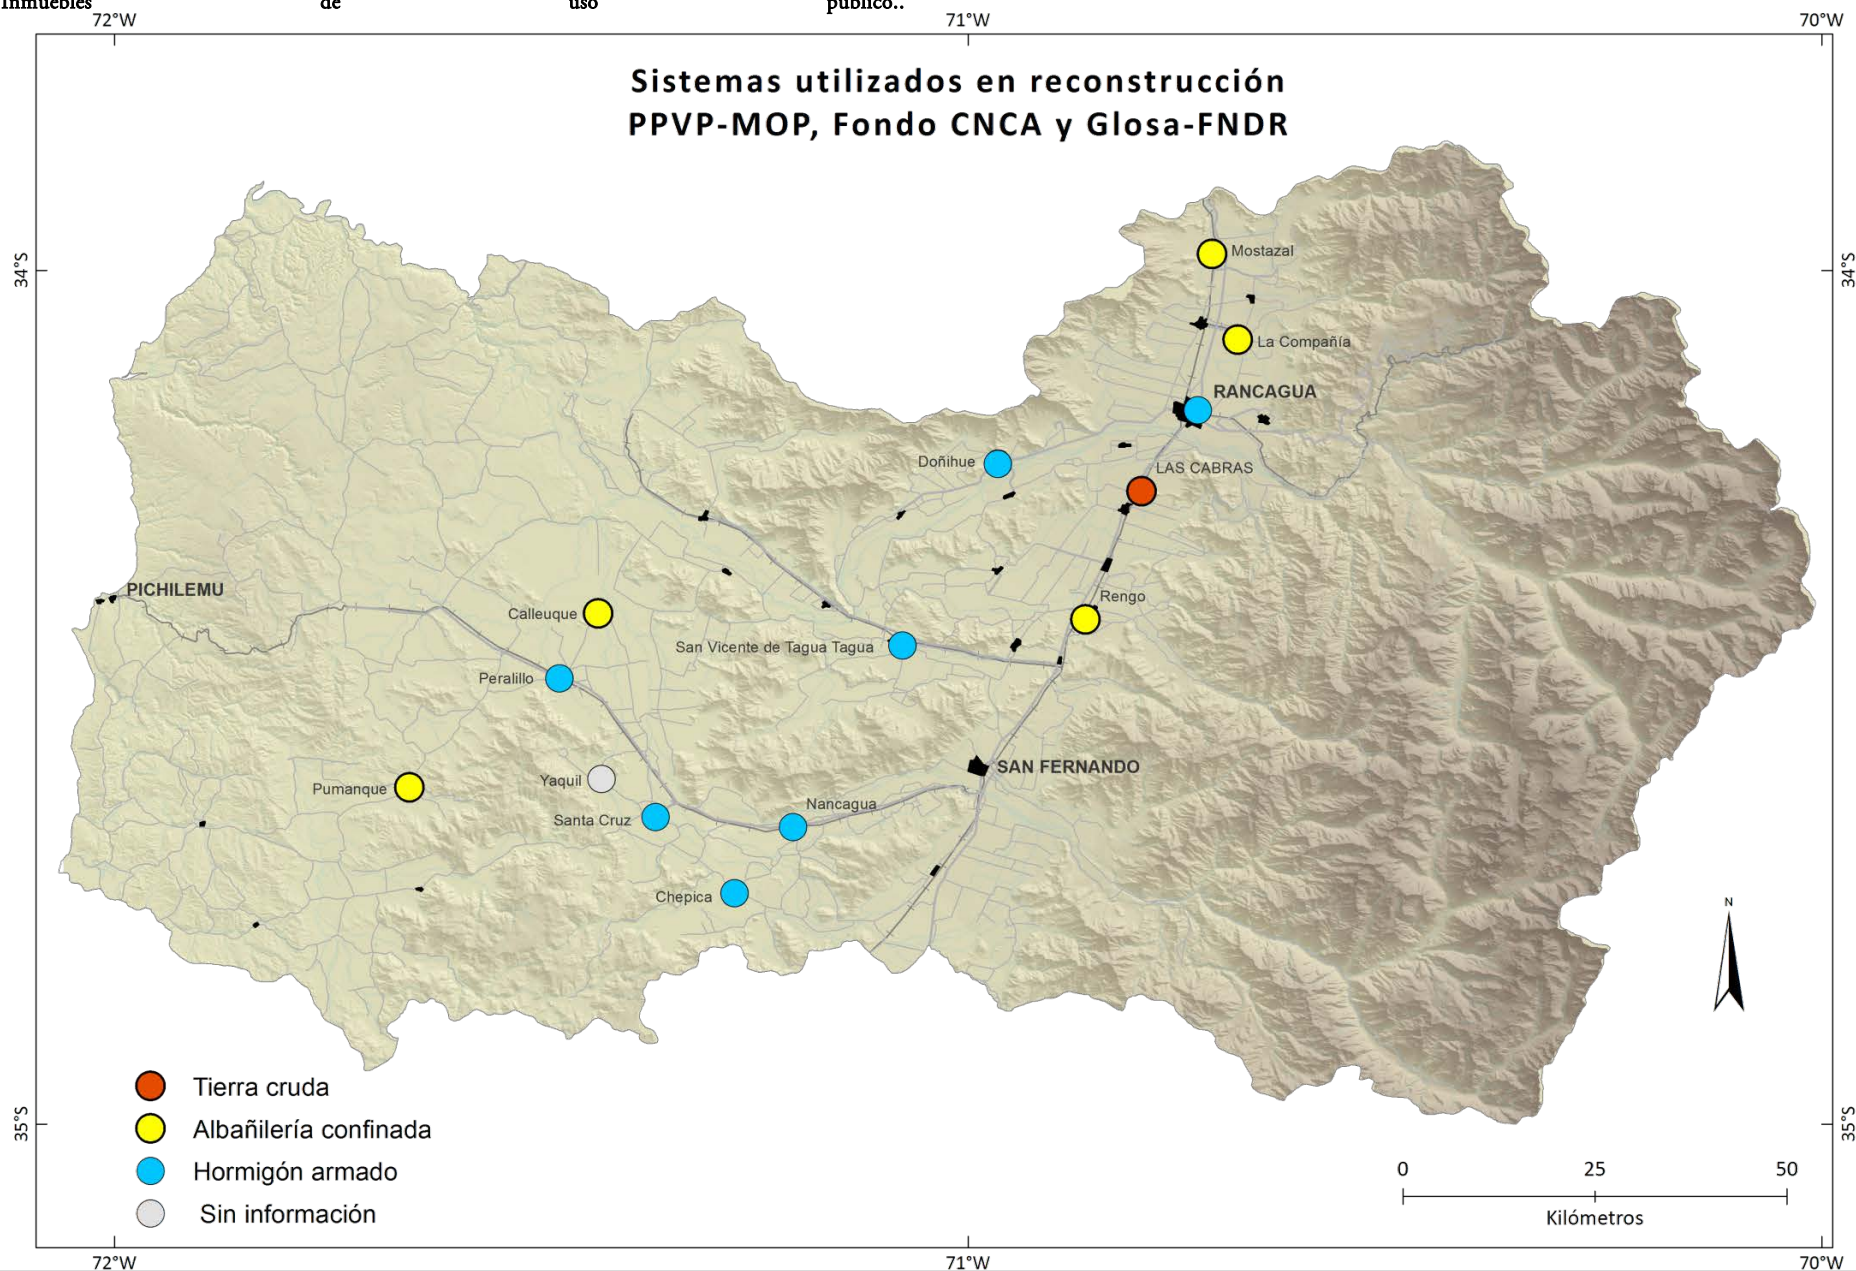 Inmuebles de uso público..
72°W 71°W 70°W
Sistemas utilizados en reconstrucción
PPVP-MOP, Fondo CNCA y Glosa-FNDR
34°S
34°S
Mostazal
La Compañía
RANCAGUA
Doñihue
LAS CABRAS
PICHILEMU
Calleuque
Rengo
San Vicente de Tagua Tagua
Peralillo
SAN FERNANDO
Yaquil
Pumanque
Nancagua
Santa Cruz
Chepica
N
Tierra cruda
Albañilería confinada
Hormigón armado
Sin información
35°S
35°S
0 25 50
Kilómetros
72°W 71°W 70°W